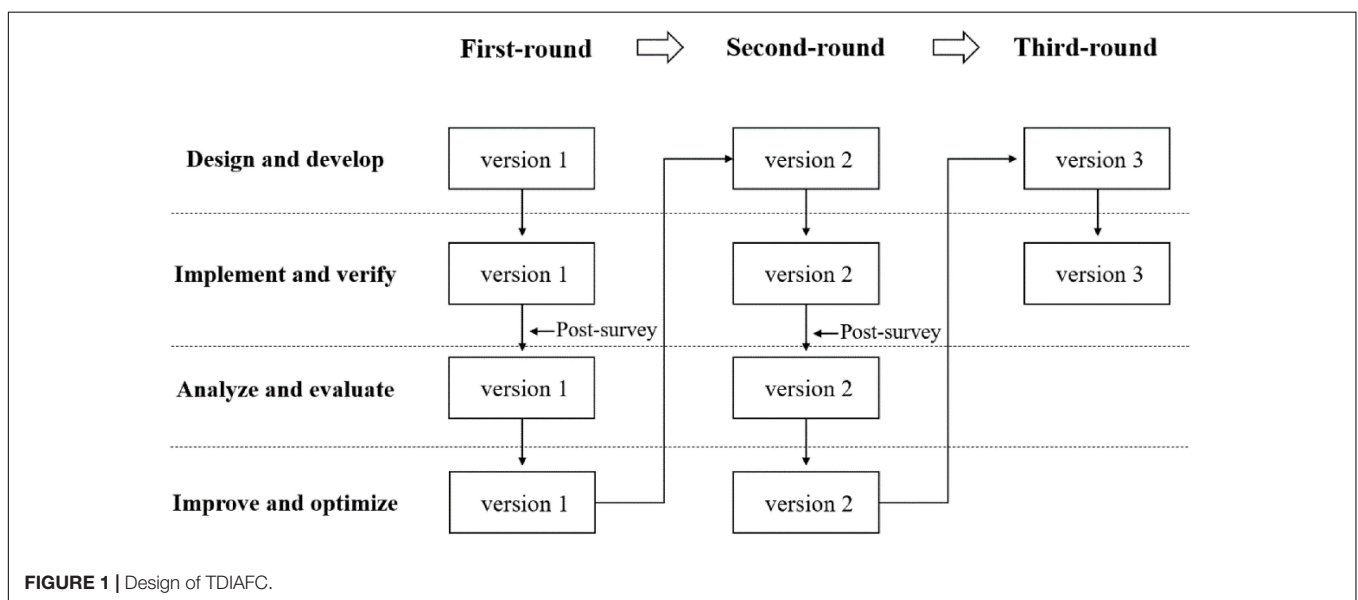 First-round Second-round Third-round
Design and develop version 1 version 2 version 3
Implement and verify version 1 version 2 version 3
Post-survey Post-survey
Analyze and evaluate version 1 version 2
Improve and optimize version 1 version 2
FIGURE 1 | Design of TDIAFC.